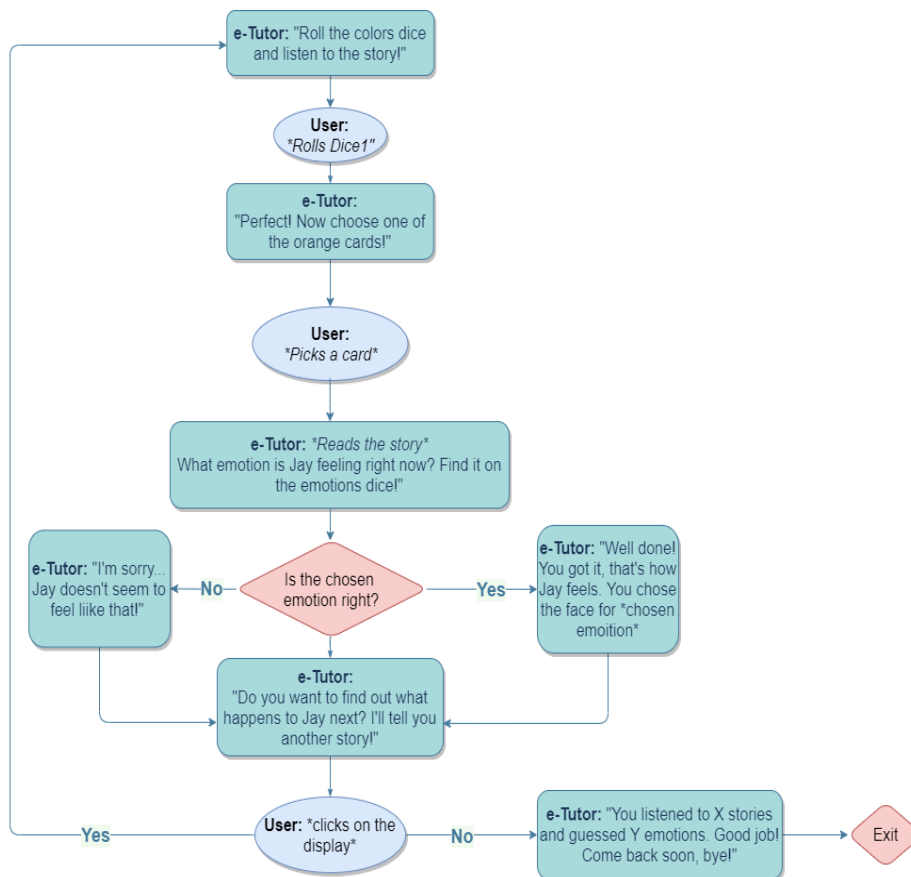 e-Tutor: "Roll the colors dice
and listen to the story!"
User:
*Rolls Dice1"
e-Tutor:
"Perfect! Now choose one of
the orange cards!"
User:
*Picks a card*
e-Tutor: *Reads the story*
What emotion is Jay feeling right now? Find it on
the emotions dice!"
e-Tutor: "I'm sorry...
Jay doesn't seem to
feel liike that!"
No
Is the chosen
emotion right?
Yes
e-Tutor: "Well done!
You got it, that's how
Jay feels. You chose
the face for *chosen
emoition*
e-Tutor:
"Do you want to find out what
happens to Jay next? I'll tell you
another story!"
Yes
User: *clicks on the
display*
No
e-Tutor: "You listened to X stories
and guessed Y emotions. Good job!
Come back soon, bye!"
Exit